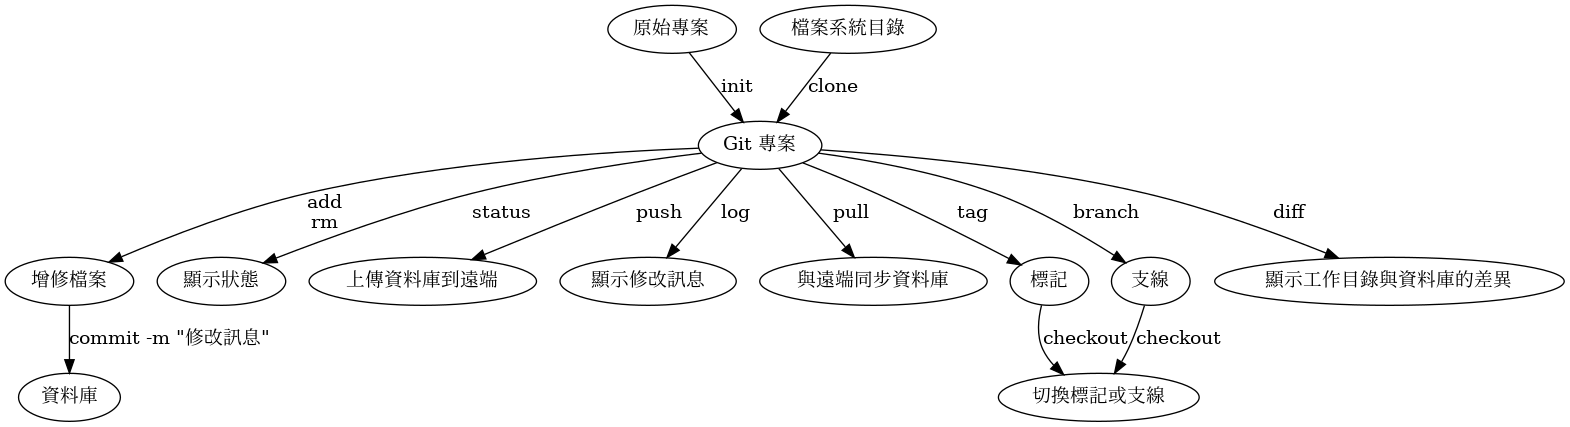 原始專案
檔案系統目錄
init
clone
Git 專案
add
rm
status
push
log
pull
tag
branch
diff
增修檔案
顯示狀態
上傳資料庫到遠端
顯示修改訊息
與遠端同步資料庫
標記
支線
顯示工作目錄與資料庫的差異
commit -m "修改訊息"
checkout
checkout
資料庫
切換標記或支線